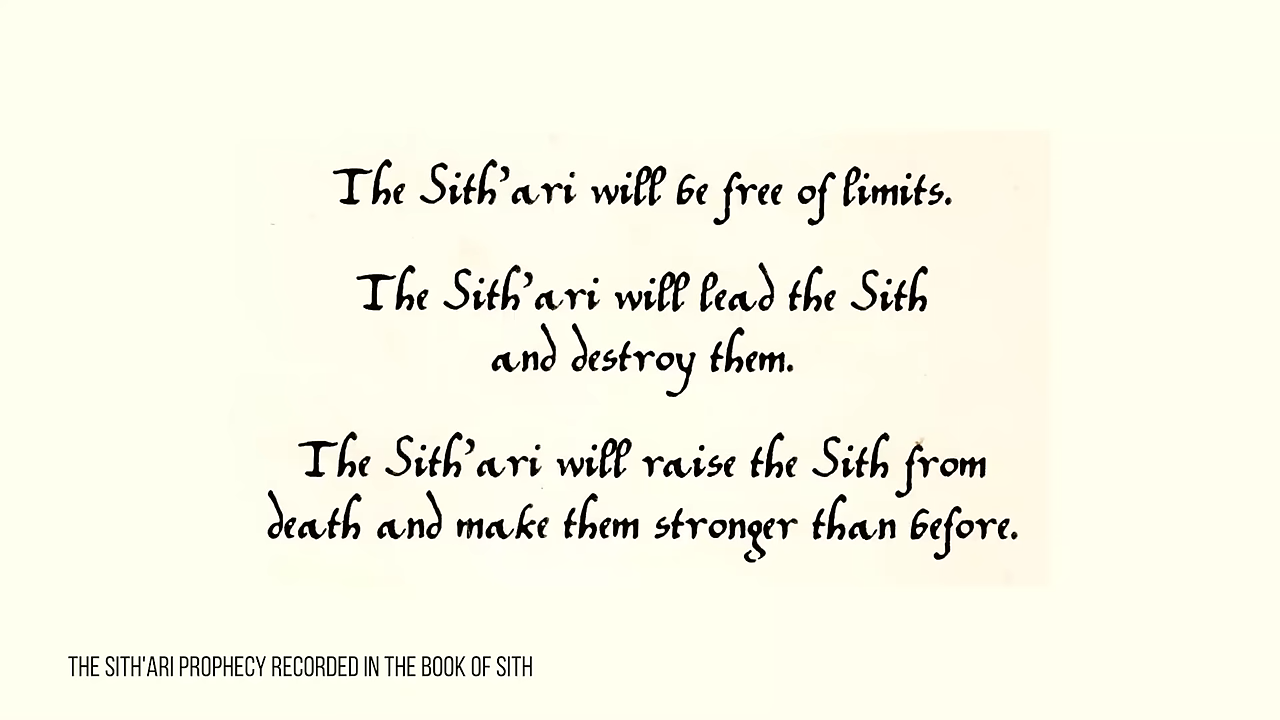 The Sith'ari will be free of limits.
The Sith'ari will lead the Sith
and destroy them.
The Sith'ari will raise the Sith from
death and make them stronger than before.
THE SITH'ARI PROPHECY RECORDED IN THE BOOK OF SITH